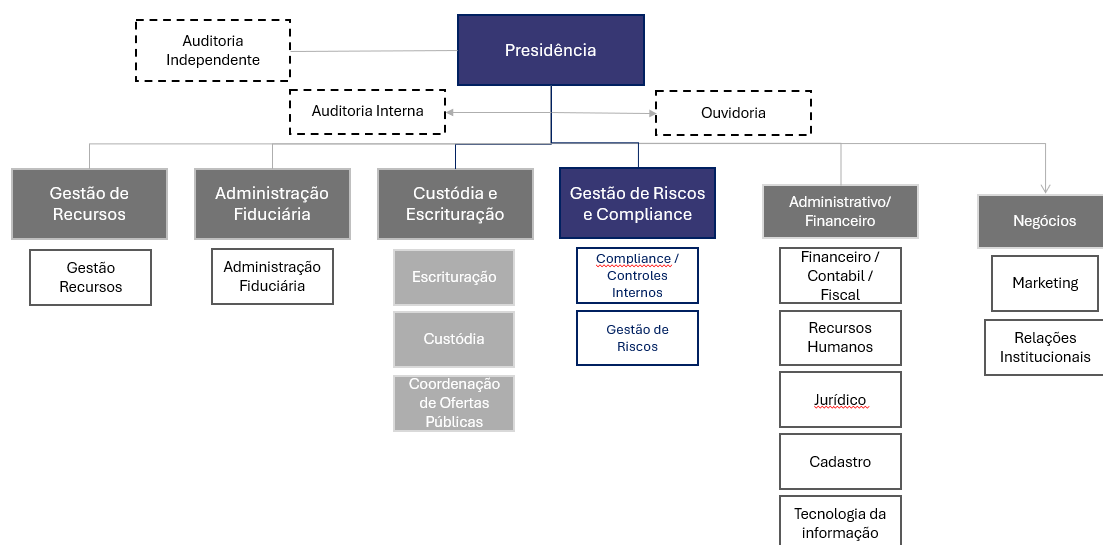 Auditoria
Independente
Presidência
Auditoria Interna
Ouvidoria
Gestão de
Recursos
Administração
Fiduciária
Custódia e
Escrituração
Gestão de Riscos
e Compliance
Administrativo/
Financeiro
Negócios
Gestão
Recursos
Administração
Fiduciária
Escrituração
Custódia
Coordenação
de Ofertas
Públicas
Compliance /
Controles
Internos
Gestão de
Riscos
Financeiro /
Contabil /
Fiscal
Recursos
Humanos
Jurídico
Cadastro
Tecnologia da
informação
Marketing
Relações
Institucionais